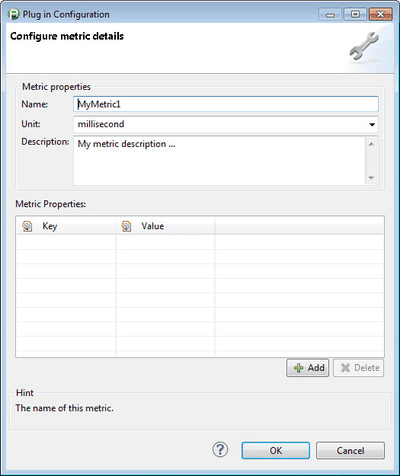 Plug in Configuration
Configure metric details
Metric properties
Name: MyMetric1
Unit: millisecond
Description: My metric description ...
Metric Properties:
Key Value
Add Delete
Hint
The name of this metric.
? OK Cancel